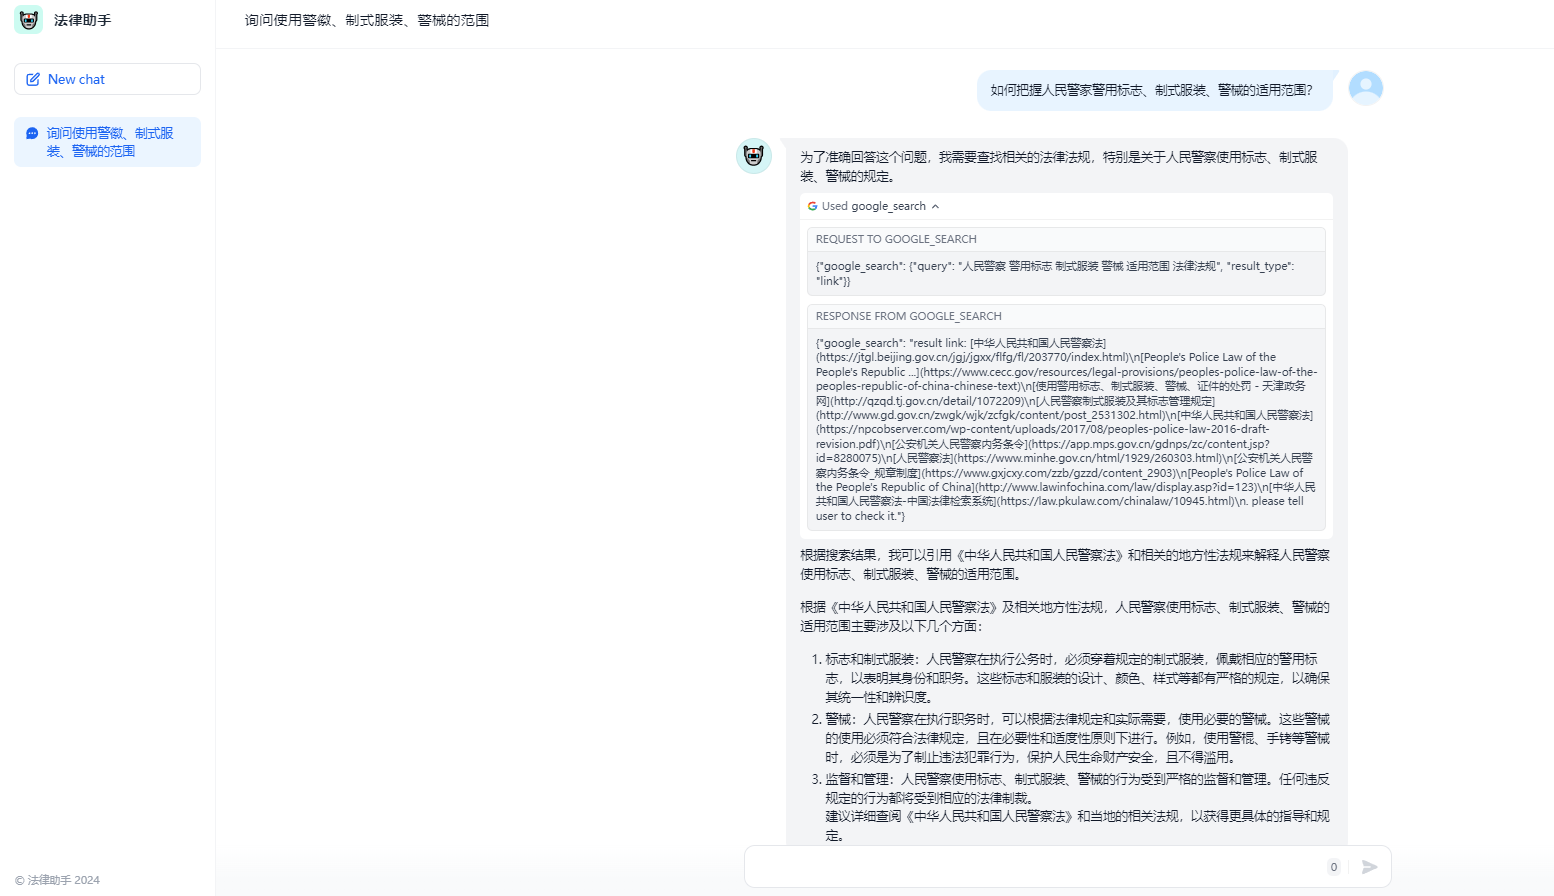 法律助手
询问使用警徽、制式服装、警械的范围
New chat
询问使用警徽、制式服
装、警械的范围
如何把握人民警家警用标志、制式服装、警械的适用范围？
为了准确回答这个问题，我需要查找相关的法律法规，特别是关于人民警察使用标志、制式服
装、警械的规定。
Used google_search
REQUEST TO GOOGLE_SEARCH
{"google_search": {"query": "人民警察 警用标志 制式服装 警械 适用范围 法律法规", "result_type":
"link"}}
RESPONSE FROM GOOGLE_SEARCH
{"google_search": "result link: [中华人民共和国人民警察法]
(https://jtgl.beijing.gov.cn/jgj/jgxx/flfg/fl/203770/index.html)\n[People's Police Law of the
People's Republic ...](https://www.cecc.gov/resources/legal-provisions/peoples-police-law-of-the-
peoples-republic-of-china-chinese-text)\n[使用警用标志、制式服装、警械、证件的处罚 - 天津政务
网](http://qzqd.tj.gov.cn/detail/1072209)\n[人民警察制式服装及其标志管理规定]
(http://www.gd.gov.cn/zwgk/wjk/zcfgk/content/post_2531302.html)\n[中华人民共和国人民警察法]
(https://npcobserver.com/wp-content/uploads/2017/08/peoples-police-law-2016-draft-
revision.pdf)\n[公安机关人民警察内务条令](https://app.mps.gov.cn/gdnps/zc/content.jsp?
id=8280075)\n[人民警察法](https://www.minhe.gov.cn/html/1929/260303.html)\n[公安机关人民警
察内务条令_规章制度](https://www.gxjcxy.com/zzb/gzzd/content_2903)\n[People's Police Law of
the People's Republic of China](http://www.lawinfochina.com/law/display.asp?id=123)\n[中华人民
共和国人民警察法-中国法律检索系统](https://law.pkulaw.com/chinalaw/10945.html)\n. please tell
user to check it."}
根据搜索结果，我可以引用《中华人民共和国人民警察法》和相关的地方性法规来解释人民警察
使用标志、制式服装、警械的适用范围。
根据《中华人民共和国人民警察法》及相关地方性法规，人民警察使用标志、制式服装、警械的
适用范围主要涉及以下几个方面：
1. 标志和制式服装：人民警察在执行公务时，必须穿着规定的制式服装，佩戴相应的警用标
志，以表明其身份和职务。这些标志和服装的设计、颜色、样式等都有严格的规定，以确保
其统一性和辨识度。
2. 警械：人民警察在执行职务时，可以根据法律规定和实际需要，使用必要的警械。这些警械
的使用必须符合法律规定，且在必要性和适度性原则下进行。例如，使用警棍、手铐等警械
时，必须是为了制止违法犯罪行为，保护人民生命财产安全，且不得滥用。
3. 监督和管理：人民警察使用标志、制式服装、警械的行为受到严格的监督和管理。任何违反
规定的行为都将受到相应的法律制裁。
建议详细查阅《中华人民共和国人民警察法》和当地的相关法规，以获得更具体的指导和规
定。
0
© 法律助手 2024